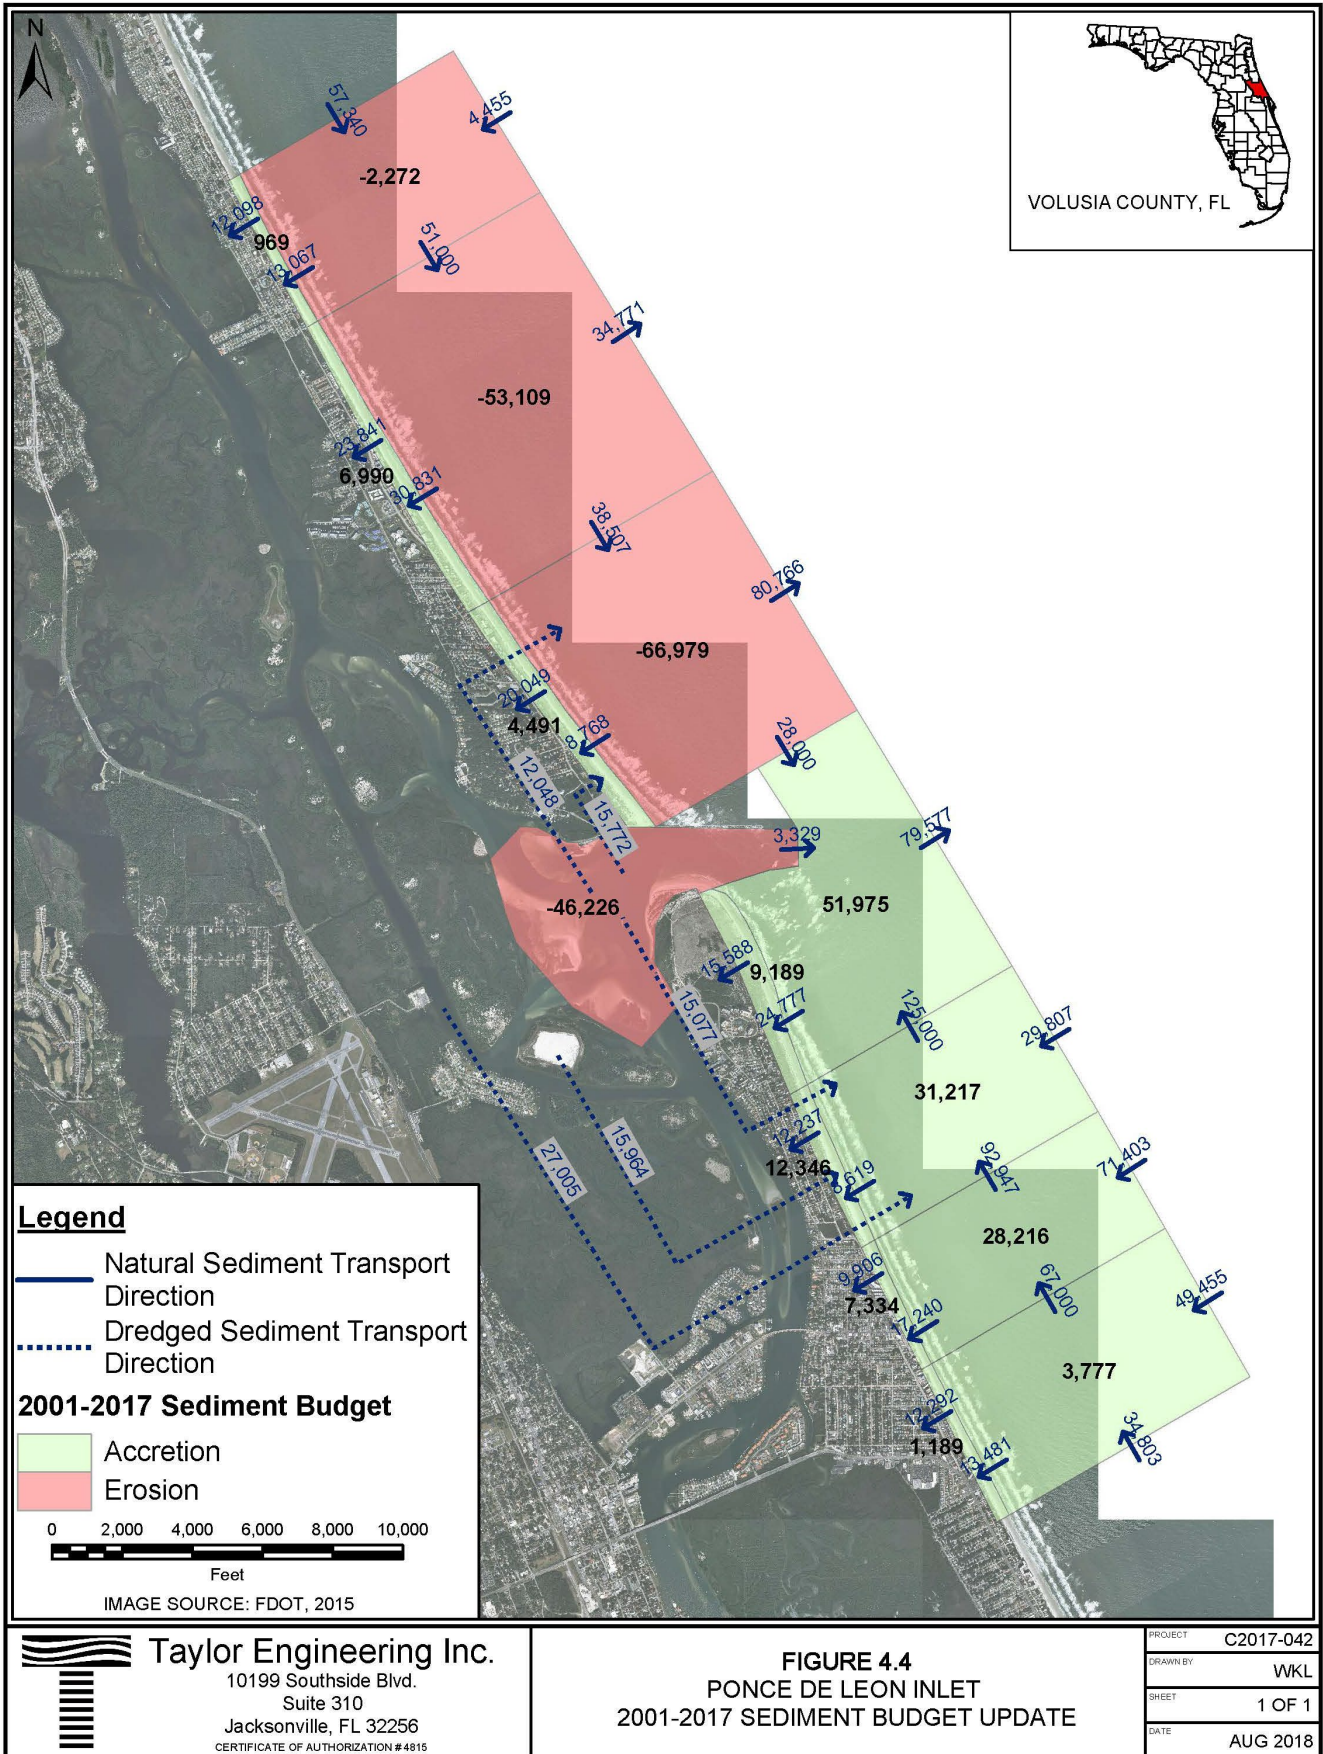 N
VOLUSIA COUNTY, FL
57,340
4,455
-2,272
12,098
969
13,067
51,000
34,771
-53,109
23,841
6,990
30,831
38,507
80,766
-66,979
20,049
4,491
8,768
28,000
12,048
15,772
3,329
79,577
-46,226
51,975
15,588
9,189
24,777
15,077
125,000
29,807
31,217
12,237
12,346
92,947
71,403
15,964
27,005
28,216
9,906
7,334
17,240
67,000
49,455
3,777
12,292
1,189
13,481
34,803
Legend
Natural Sediment Transport
Direction
Dredged Sediment Transport
Direction
2001-2017 Sediment Budget
Accretion
Erosion
0 2,000 4,000 6,000 8,000 10,000
Feet
IMAGE SOURCE: FDOT, 2015
Taylor Engineering Inc.
10199 Southside Blvd.
Suite 310
Jacksonville, FL 32256
CERTIFICATE OF AUTHORIZATION # 4815
FIGURE 4.4
PONCE DE LEON INLET
2001-2017 SEDIMENT BUDGET UPDATE
PROJECT C2017-042
DRAWN BY WKL
SHEET 1 OF 1
DATE AUG 2018